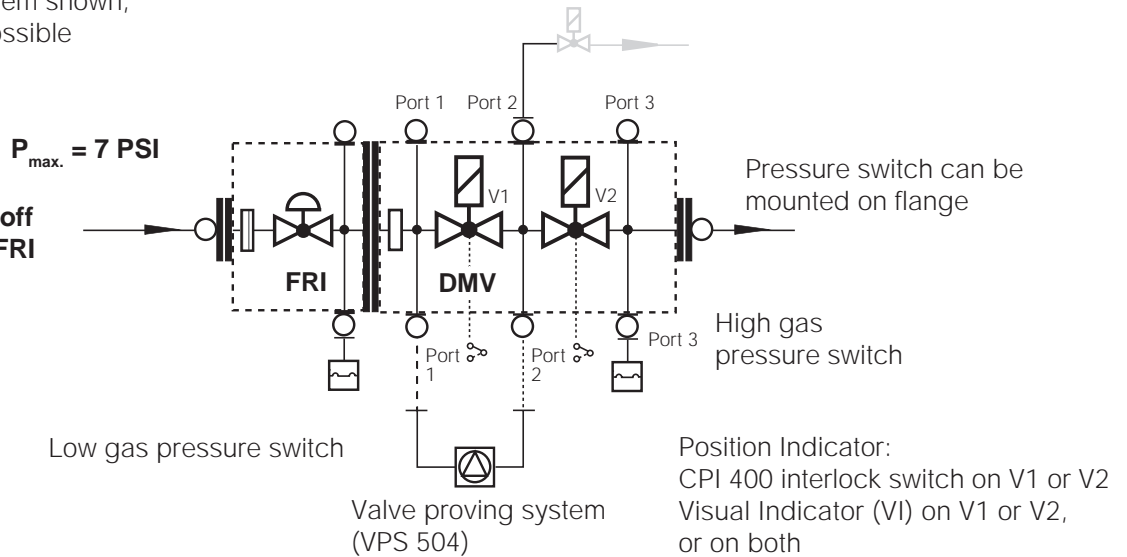 ossible
Port 1
Port 2
Port 3
P max. = 7 PSI
V1
V2
Pressure switch can be
mounted on flange
off
FRI
FRI
DMV
Port
1
Port
2
Port 3
High gas
pressure switch
Low gas pressure switch
Valve proving system
(VPS 504)
Position Indicator:
CPI 400 interlock switch on V1 or V2
Visual Indicator (VI) on V1 or V2,
or on both